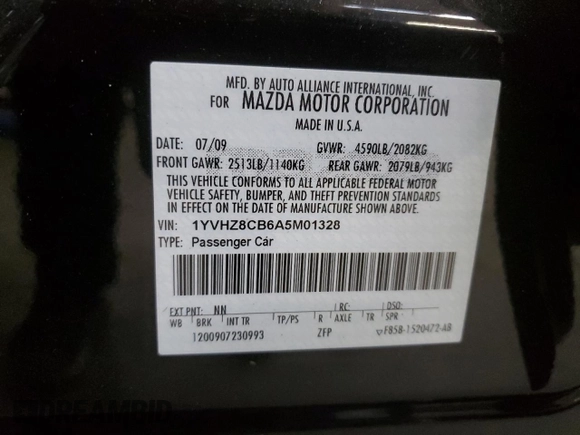 MFD. BY AUTO ALLIANCE INTERNATIONAL, INC.
FOR MAZDA MOTOR CORPORATION
MADE IN U.S.A.
DATE: 07/09 GVWR: 4590LB/2082KG
FRONT GAWR: 2513LB/1140KG REAR GAWR: 2079LB/943KG
THIS VEHICLE CONFORMS TO ALL APPLICABLE FEDERAL MOTOR
VEHICLE SAFETY, BUMPER, AND THEFT PREVENTION STANDARDS
IN EFFECT ON THE DATE OF MANUFACTURE SHOWN ABOVE.
VIN: 1YVHZ8CB6A5M01328
TYPE: Passenger Car
EXT PNT: NN RC: DSO:
WB BRK INT TR TP/PS R AXLE TR SPR
1200907230993 ZFP F85B-1520472-AB